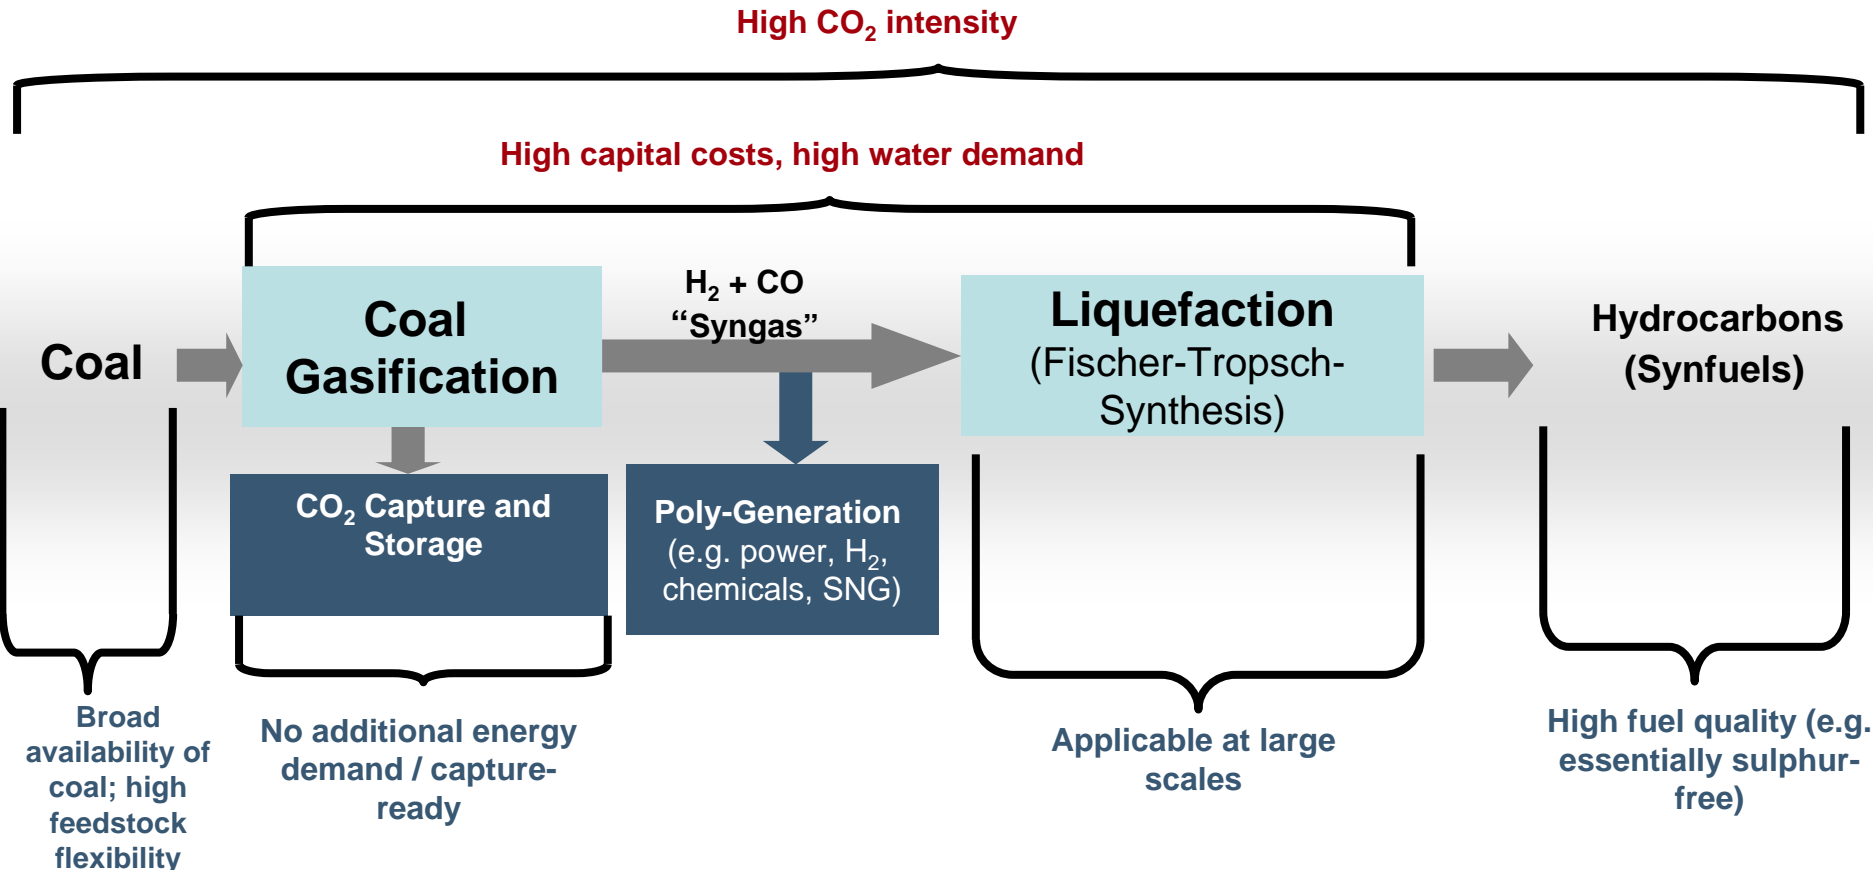 High CO₂ intensity
High capital costs, high water demand
Coal
Coal
Gasification
H₂ + CO
“Syngas”
Liquefaction
(Fischer-Tropsch-
Synthesis)
Hydrocarbons
(Synfuels)
CO₂ Capture and
Storage
Poly-Generation
(e.g. power, H₂,
chemicals, SNG)
Broad
availability of
coal; high
feedstock
flexibility
No additional energy
demand / capture-
ready
Applicable at large
scales
High fuel quality (e.g.
essentially sulphur-
free)